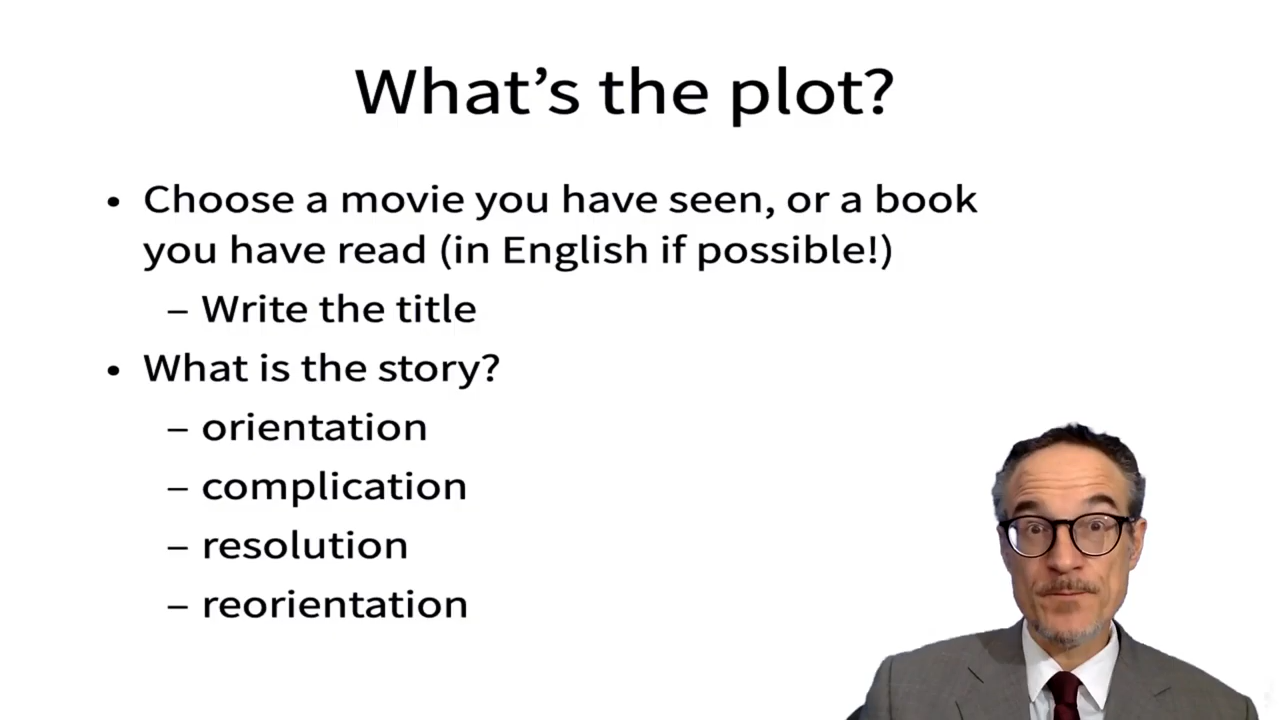 What’s the plot?
• Choose a movie you have seen, or a book
you have read (in English if possible!)
– Write the title
• What is the story?
– orientation
– complication
– resolution
– reorientation